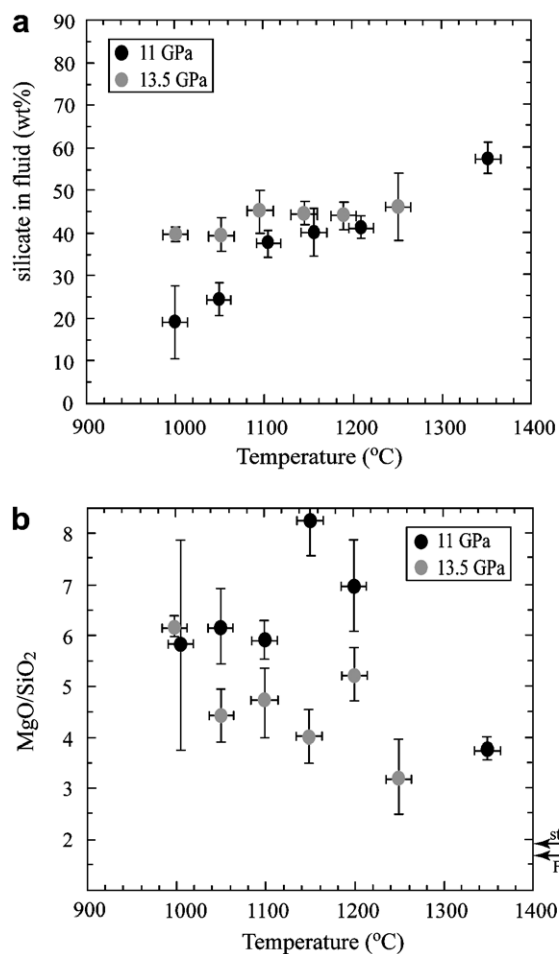 a
90
80
70
60
50
40
30
20
10
0
silicate in fluid (wt%)
11 GPa
13.5 GPa
900 1000 1100 1200 1300 1400
Temperature (°C)
b
8
7
6
5
4
3
2
MgO/SiO2
11 GPa
13.5 GPa
st
F
900 1000 1100 1200 1300 1400
Temperature (°C)